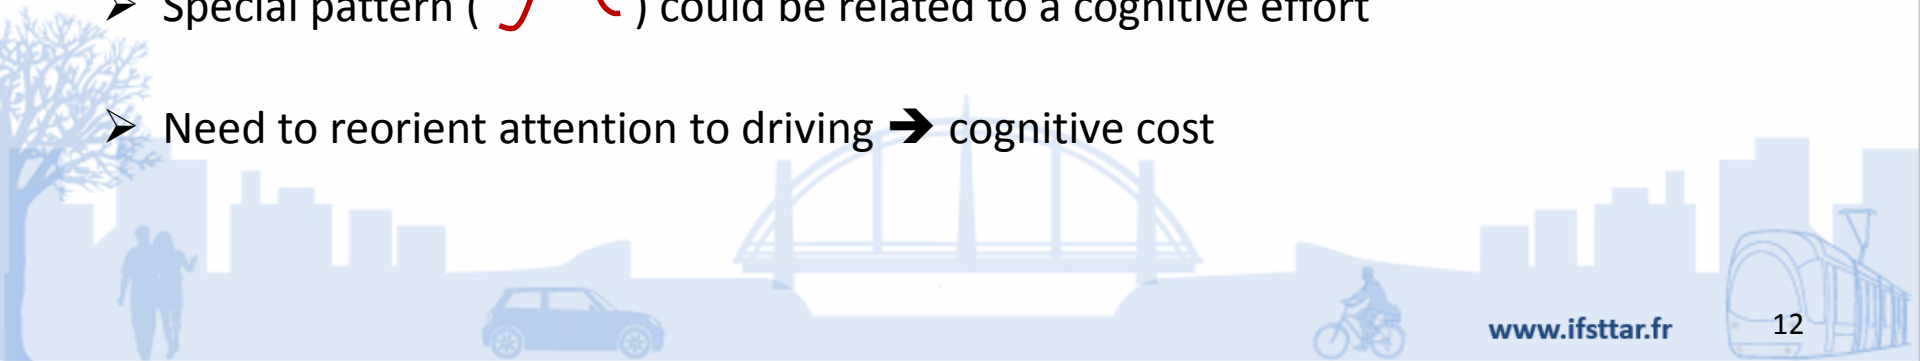 ➢ Special pattern ( ) could be related to a cognitive effort
➢ Need to reorient attention to driving ➔ cognitive cost
www.ifsttar.fr
12